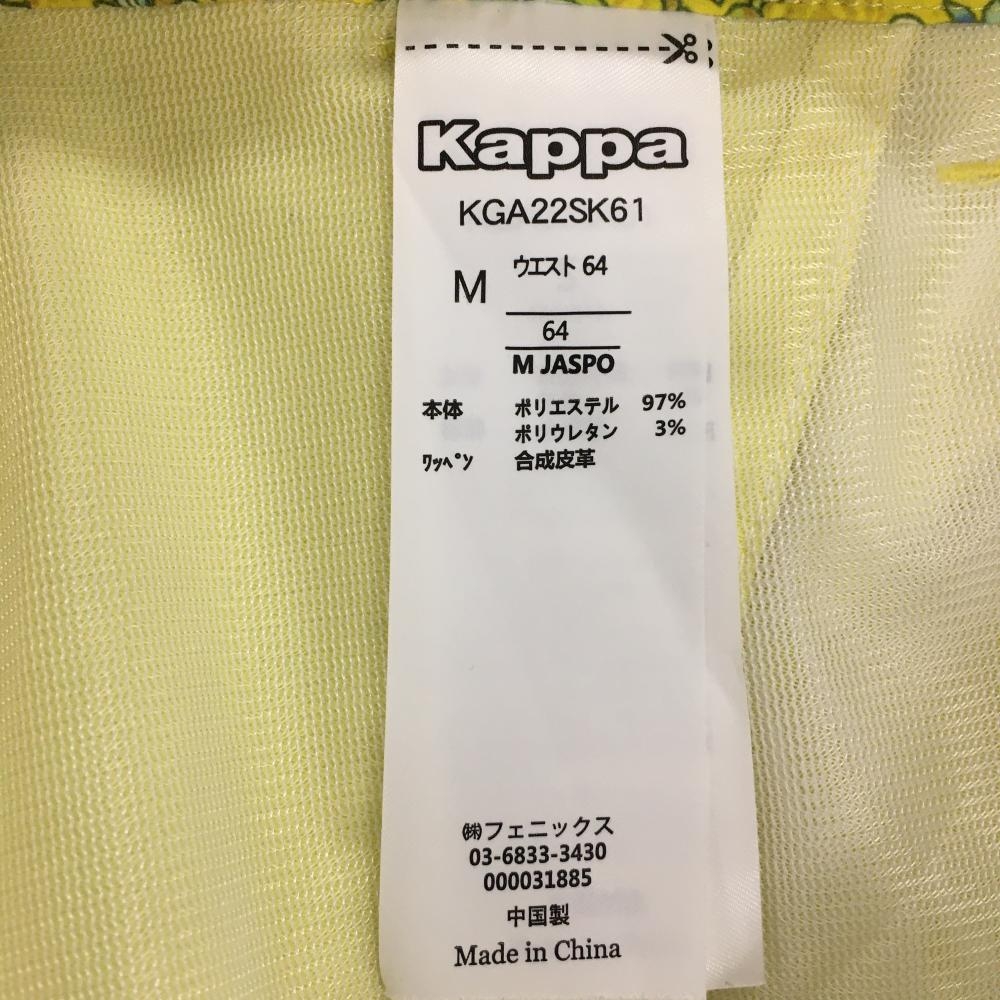 Kappa
KGA22SK61
M ウエスト 64
64
M JASPO
本体 ポリエステル 97%
ポリウレタン 3%
ﾜｯﾍﾟﾝ 合成皮革
㈱フェニックス
03-6833-3430
000031885
中国製
Made in China